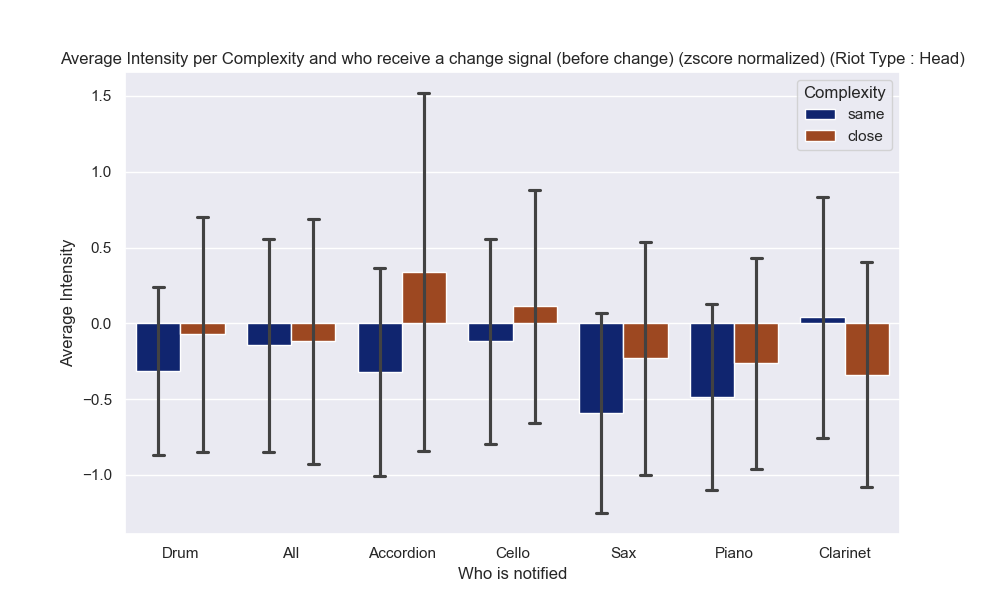 Average Intensity per Complexity and who receive a change signal (before change) (zscore normalized) (Riot Type : Head)
Complexity
same
close
Average Intensity
1.5
1.0
0.5
0.0
−0.5
−1.0
Drum
All
Accordion
Cello
Sax
Piano
Clarinet
Who is notified